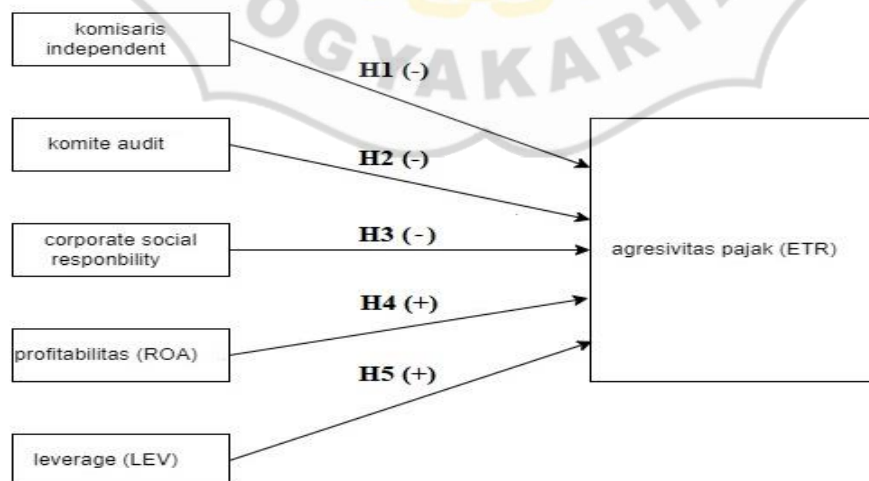 OGYAKARTA
komisaris
independent
H1 (-)
komite audit
H2 (-)
corporate social
responbility
H3 (-)
agresivitas pajak (ETR)
H4 (+)
profitabilitas (ROA)
H5 (+)
leverage (LEV)